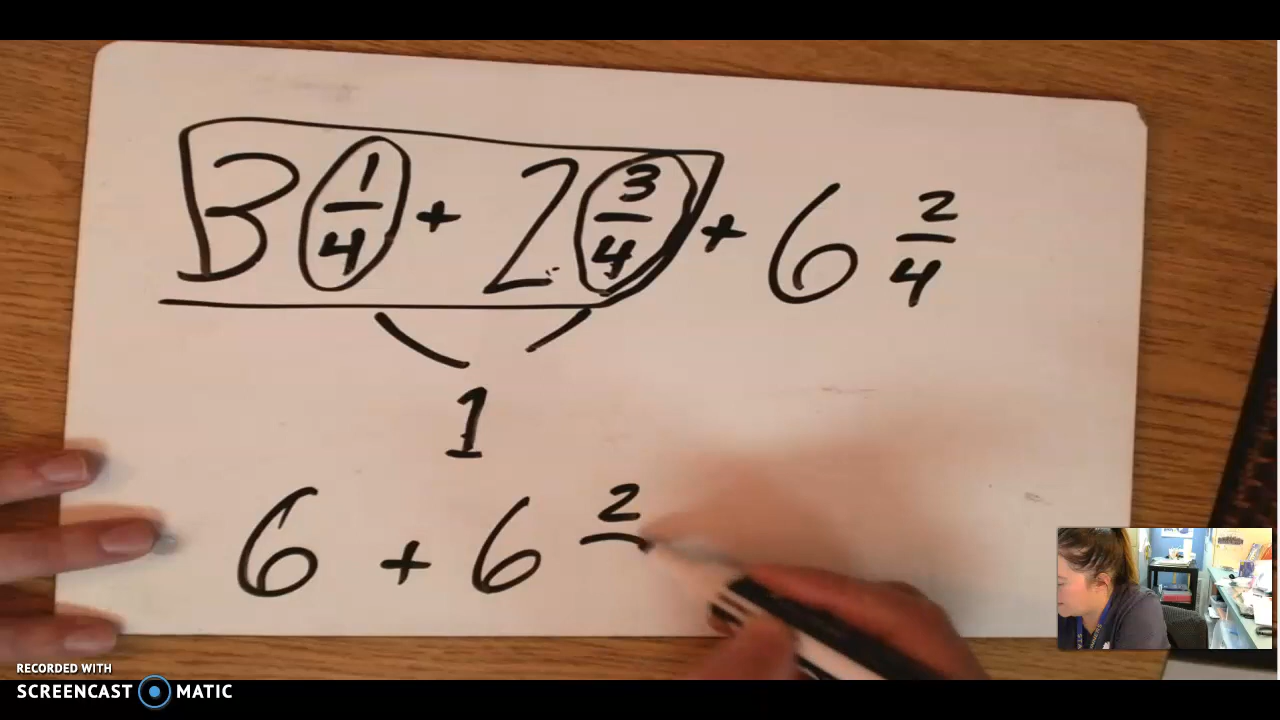 3 1/4 + 2 3/4 + 6 2/4
1
6 + 6 2/
RECORDED WITH
SCREENCAST MATIC